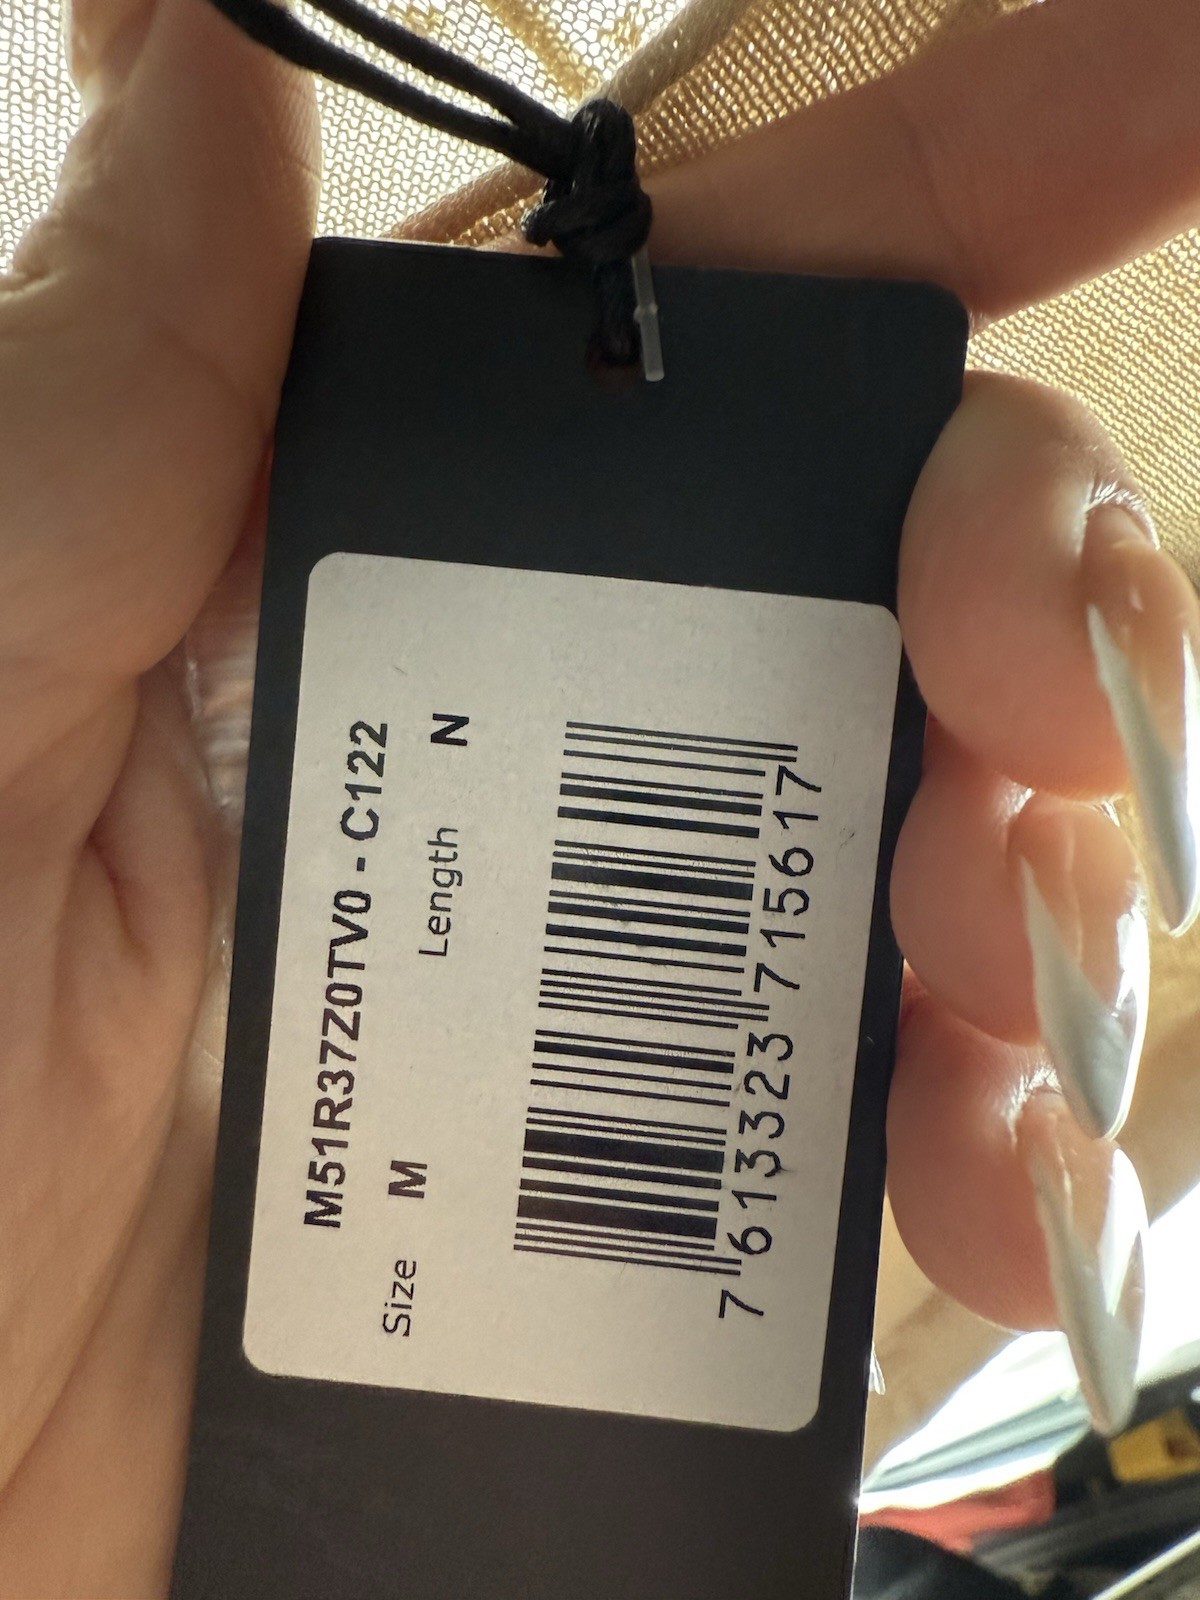 M51R37Z0TV0 - C122
Size M Length N
7 613323 715617